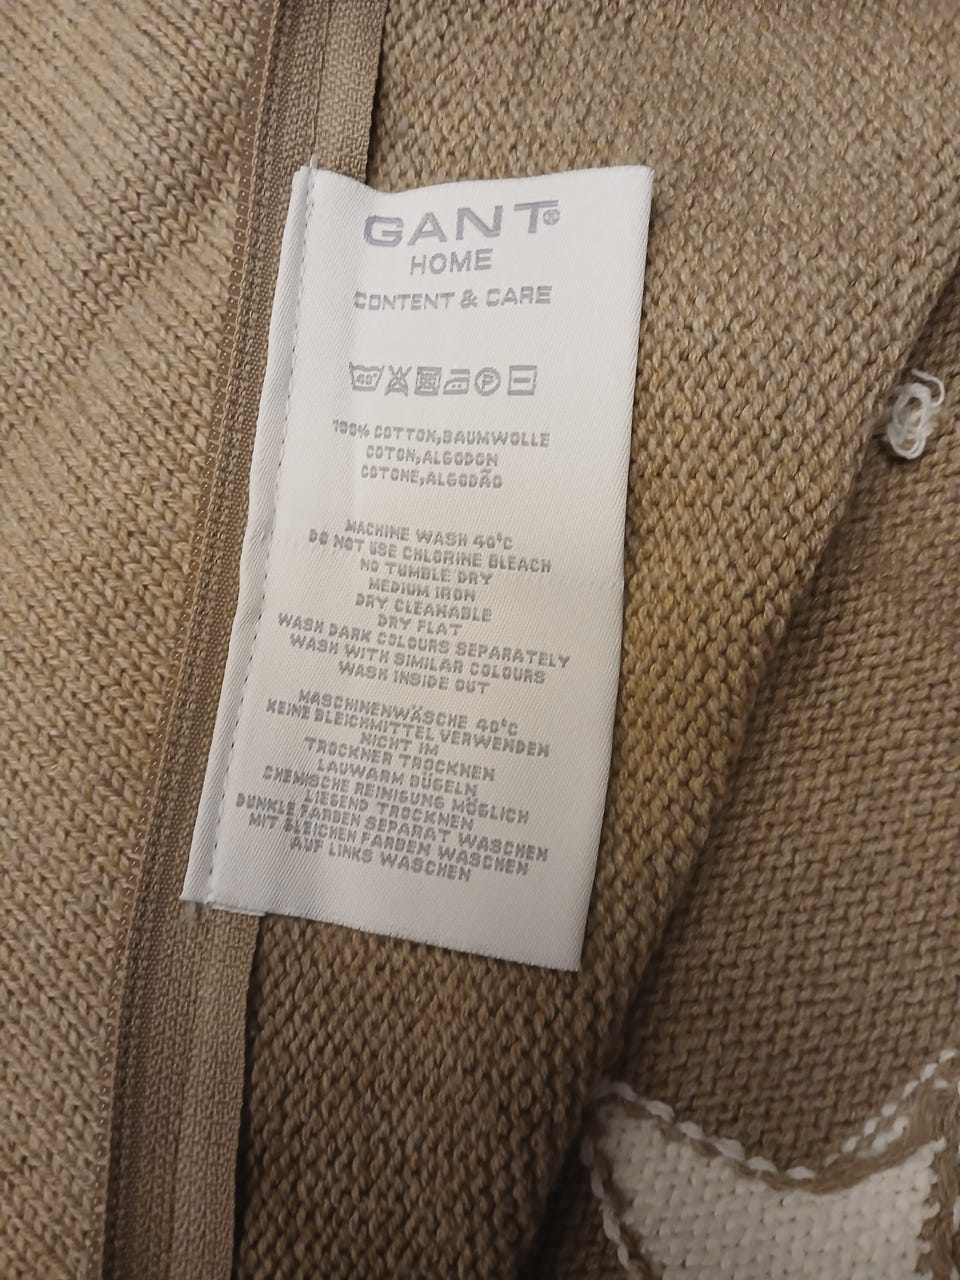 GANT®
HOME
CONTENT & CARE
40°
P
100% COTTON,BAUMWOLLE
COTON,ALGODON
COTONE,ALGODÃO
MACHINE WASH 40°C
DO NOT USE CHLORINE BLEACH
NO TUMBLE DRY
MEDIUM IRON
DRY CLEANABLE
DRY FLAT
WASH DARK COLOURS SEPARATELY
WASH WITH SIMILAR COLOURS
WASH INSIDE OUT
MASCHINENWÄSCHE 40°C
KEINE BLEICHMITTEL VERWENDEN
NICHT IM
TROCKNER TROCKNEN
LAUWARM BÜGELN
CHEMISCHE REINIGUNG MÖGLICH
LIEGEND TROCKNEN
DUNKLE FARBEN SEPARAT WASCHEN
MIT GLEICHEN FARBEN WASCHEN
AUF LINKS WASCHEN